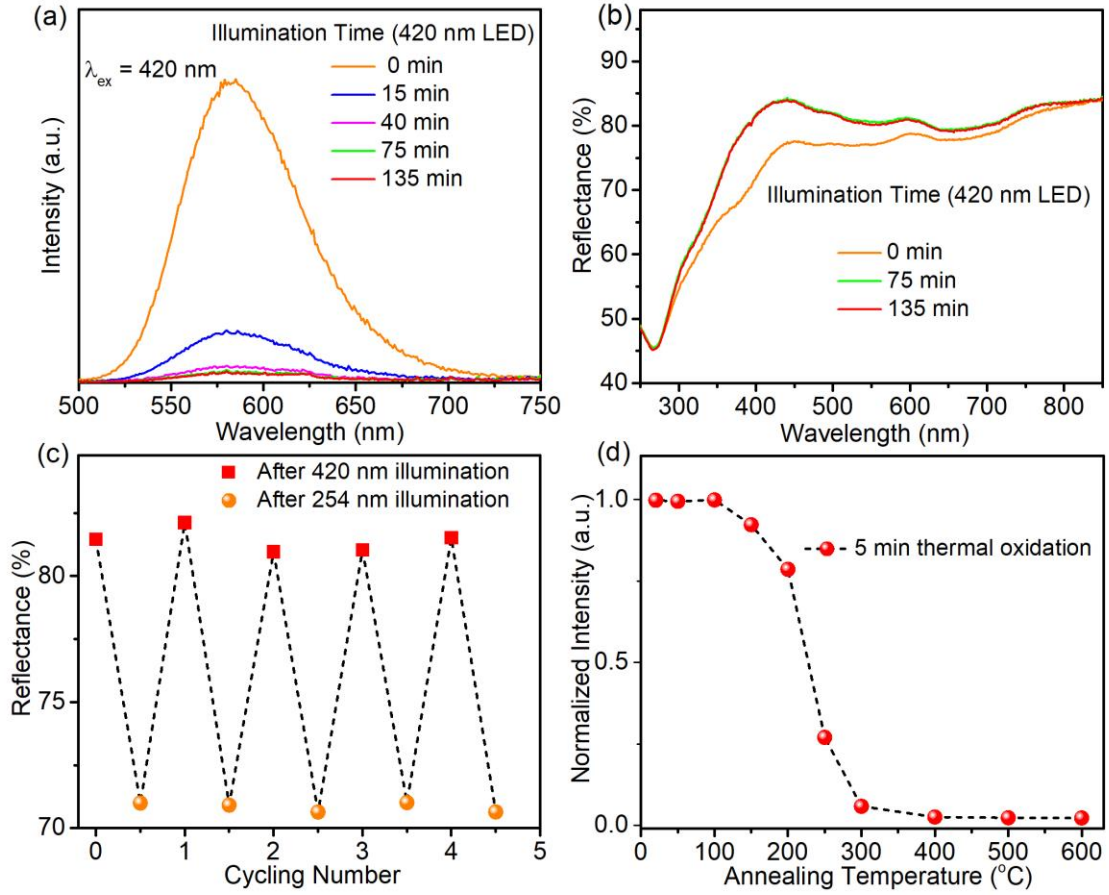 (a)
Illumination Time (420 nm LED)
λex = 420 nm
0 min
15 min
40 min
75 min
135 min
Intensity (a.u.)
500 550 600 650 700 750
Wavelength (nm)
(b)
90
80
70
60
50
40
Reflectance (%)
Illumination Time (420 nm LED)
0 min
75 min
135 min
300 400 500 600 700 800
Wavelength (nm)
(c)
After 420 nm illumination
After 254 nm illumination
80
75
70
Reflectance (%)
0 1 2 3 4 5
Cycling Number
(d)
1.0
0.5
0.0
Normalized Intensity (a.u.)
5 min thermal oxidation
0 100 200 300 400 500 600
Annealing Temperature (°C)